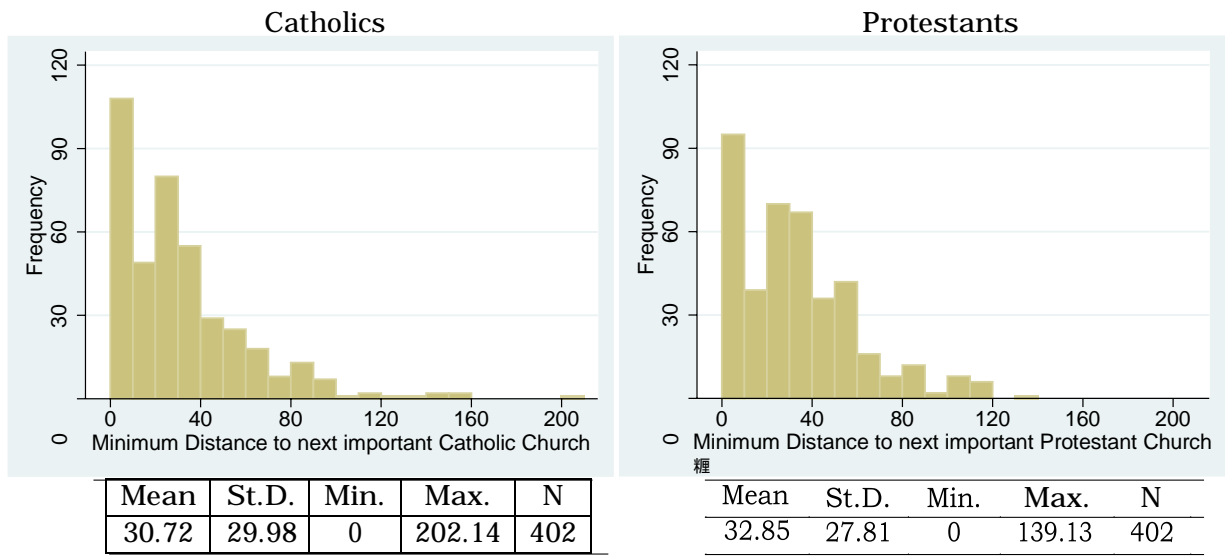 Catholics
120
90
60
30
0
Frequency
0 40 80 120 160 200
Minimum Distance to next important Catholic Church
Mean St.D. Min. Max. N
30.72 29.98 0 202.14 402
Protestants
120
90
60
30
0
Frequency
0 40 80 120 160 200
Minimum Distance to next important Protestant Church
糎
Mean St.D. Min. Max. N
32.85 27.81 0 139.13 402